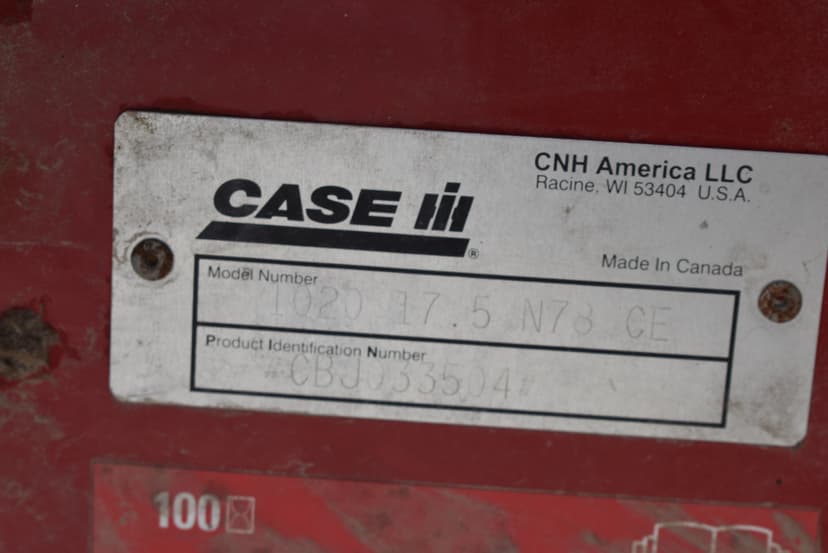 CNH America LLC
Racine, WI 53404 U.S.A.
CASE IH ®
Made In Canada
Model Number
1020 17.5 N78 CE
Product Identification Number
*CBJ033504*
100